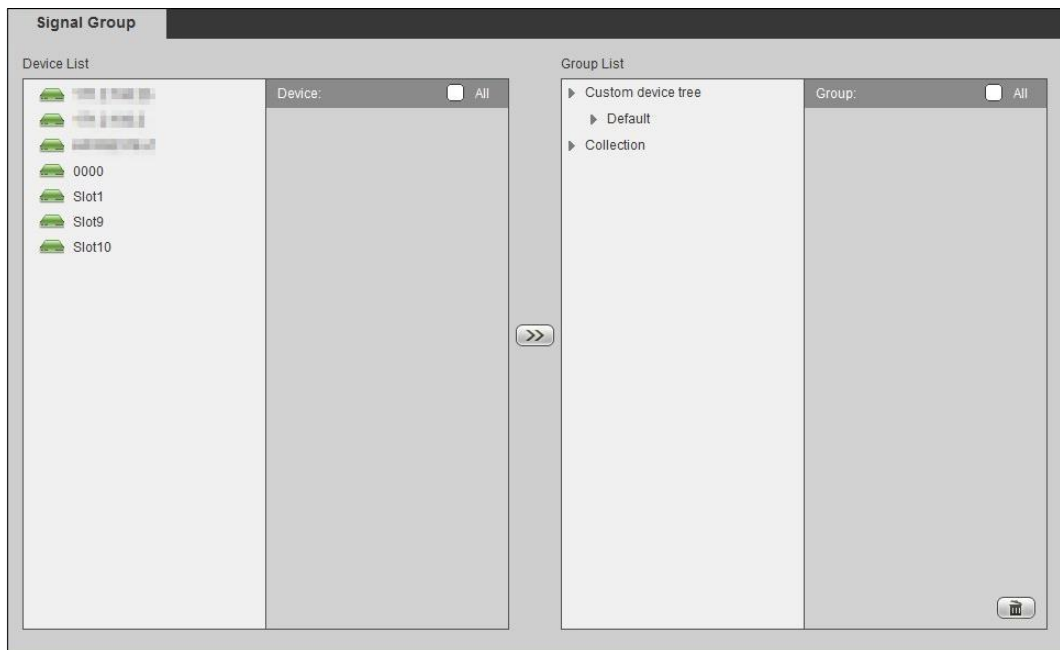 Signal Group
Device List
Group List
Device:
All
0000
Slot1
Slot9
Slot10
Custom device tree
Default
Collection
Group:
All
>>